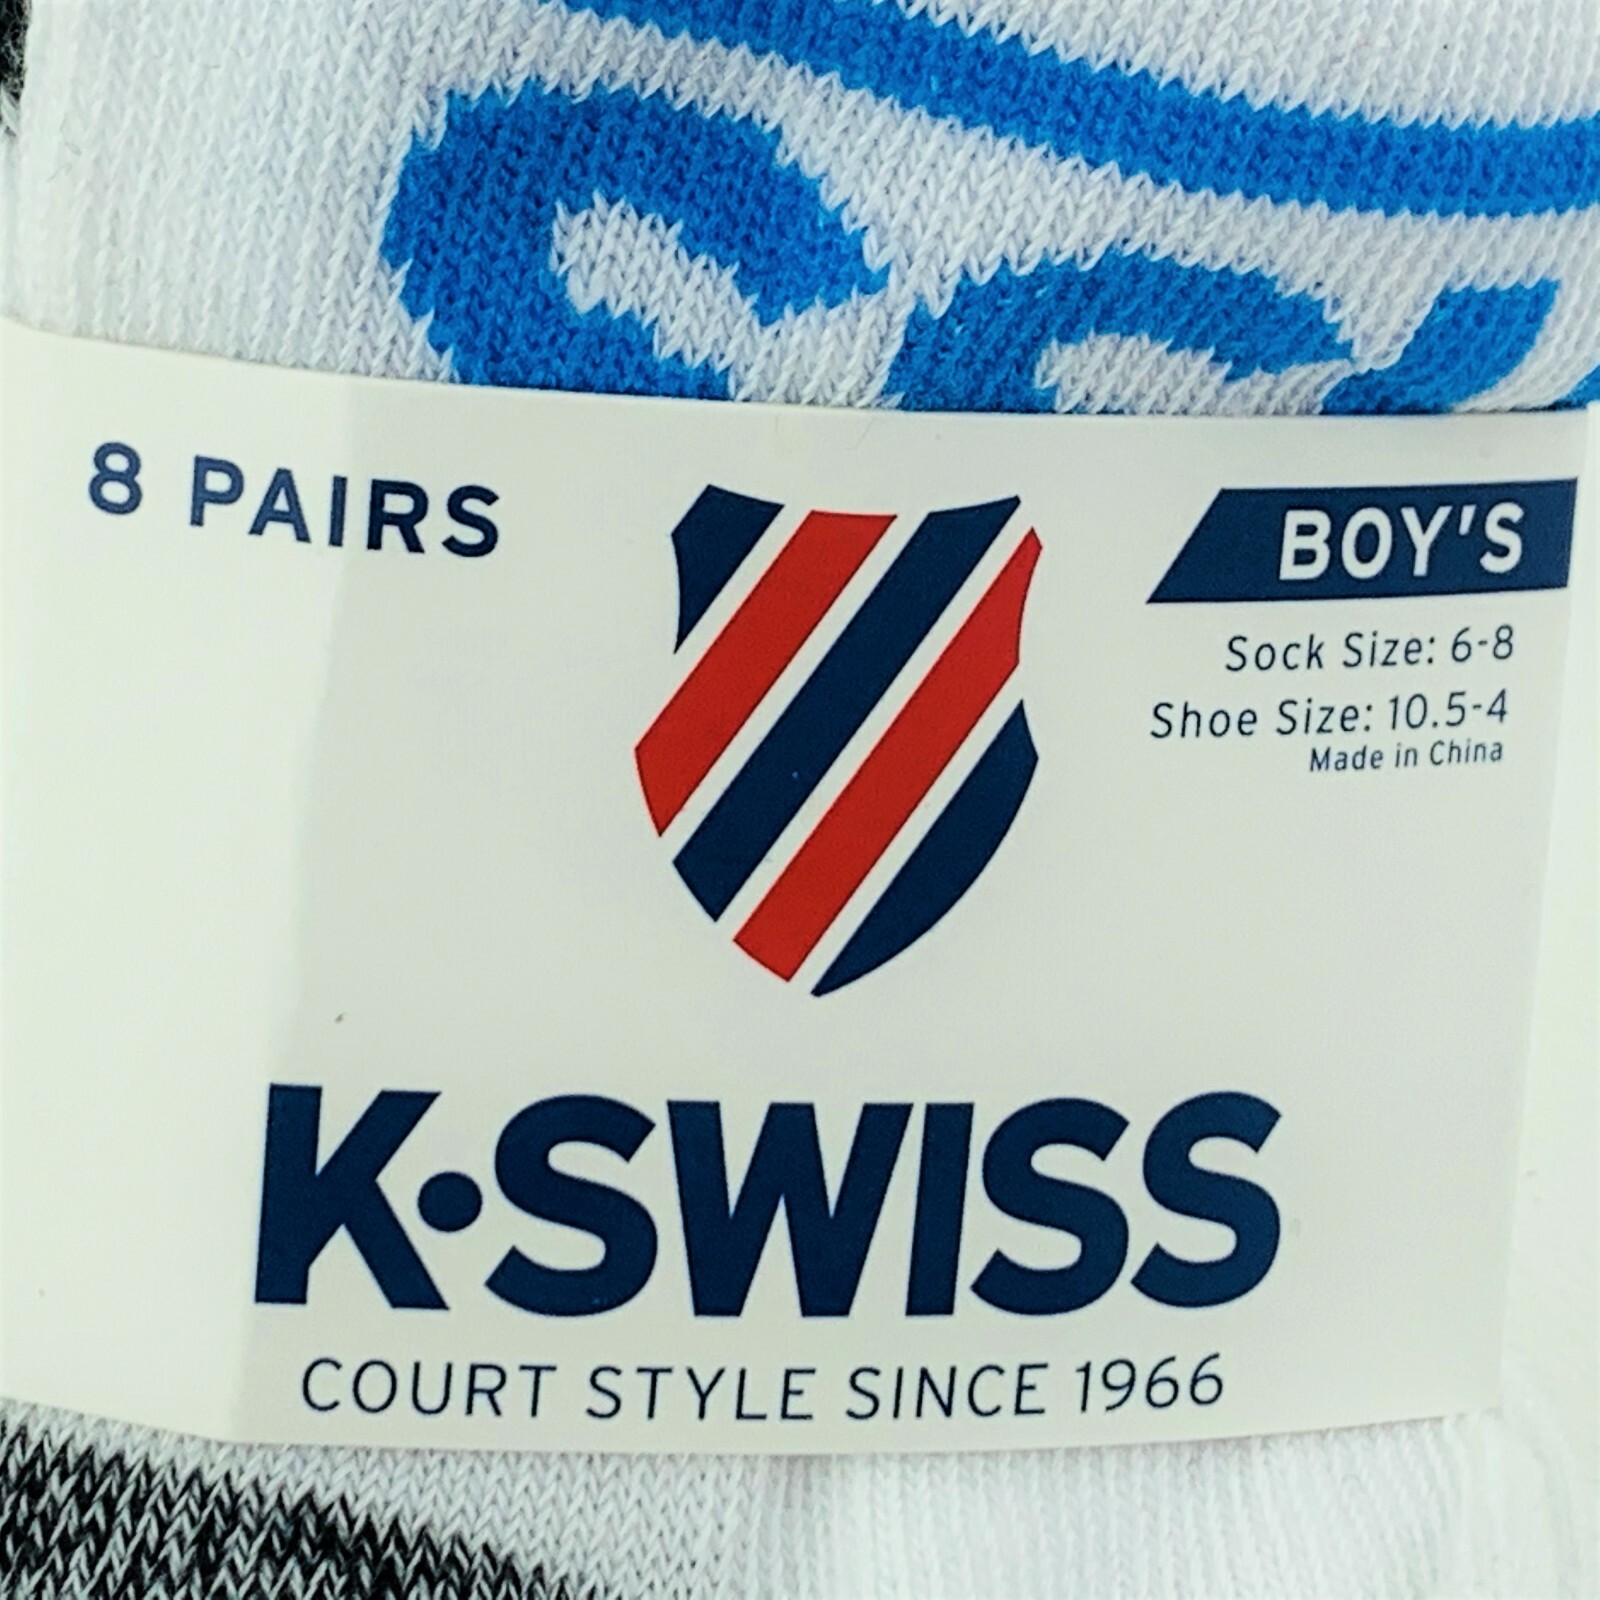 8 PAIRS
BOY'S
Sock Size: 6-8
Shoe Size: 10.5-4
Made in China
K·SWISS
COURT STYLE SINCE 1966